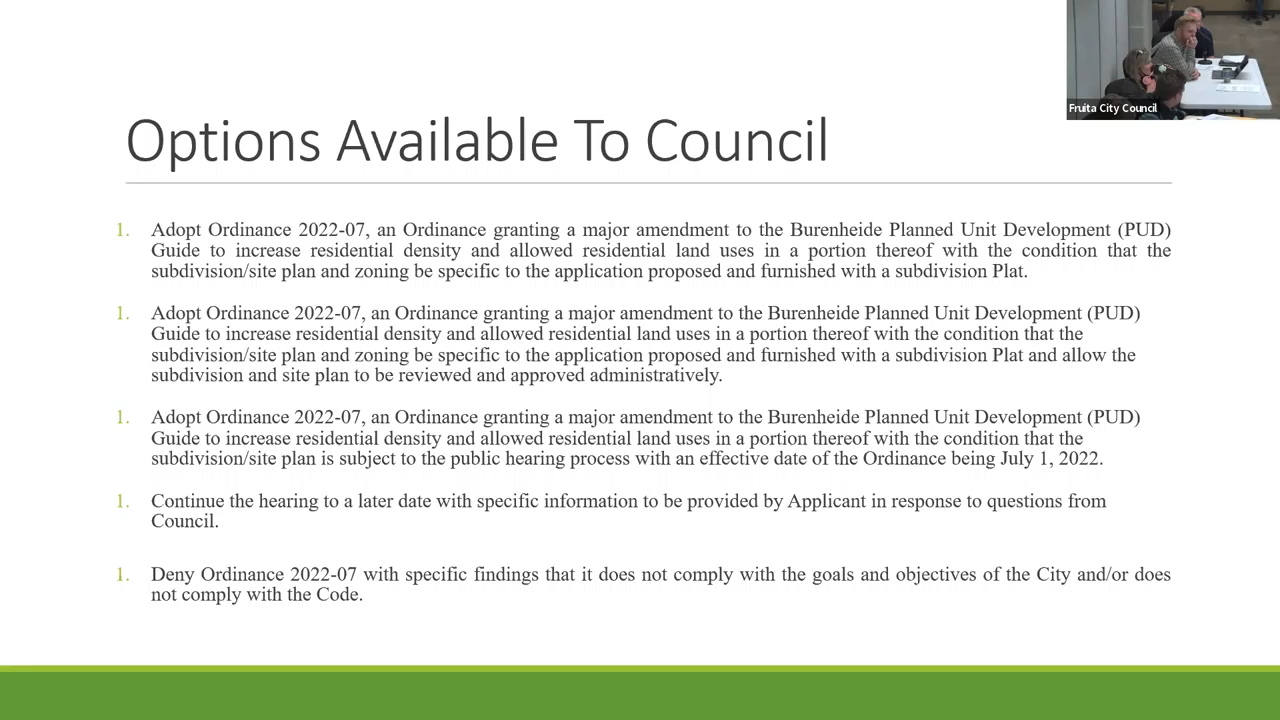 Fruita City Council
Options Available To Council
1. Adopt Ordinance 2022-07, an Ordinance granting a major amendment to the Burenheide Planned Unit Development (PUD)
Guide to increase residential density and allowed residential land uses in a portion thereof with the condition that the
subdivision/site plan and zoning be specific to the application proposed and furnished with a subdivision Plat.
1. Adopt Ordinance 2022-07, an Ordinance granting a major amendment to the Burenheide Planned Unit Development (PUD)
Guide to increase residential density and allowed residential land uses in a portion thereof with the condition that the
subdivision/site plan and zoning be specific to the application proposed and furnished with a subdivision Plat and allow the
subdivision and site plan to be reviewed and approved administratively.
1. Adopt Ordinance 2022-07, an Ordinance granting a major amendment to the Burenheide Planned Unit Development (PUD)
Guide to increase residential density and allowed residential land uses in a portion thereof with the condition that the
subdivision/site plan is subject to the public hearing process with an effective date of the Ordinance being July 1, 2022.
1. Continue the hearing to a later date with specific information to be provided by Applicant in response to questions from
Council.
1. Deny Ordinance 2022-07 with specific findings that it does not comply with the goals and objectives of the City and/or does
not comply with the Code.